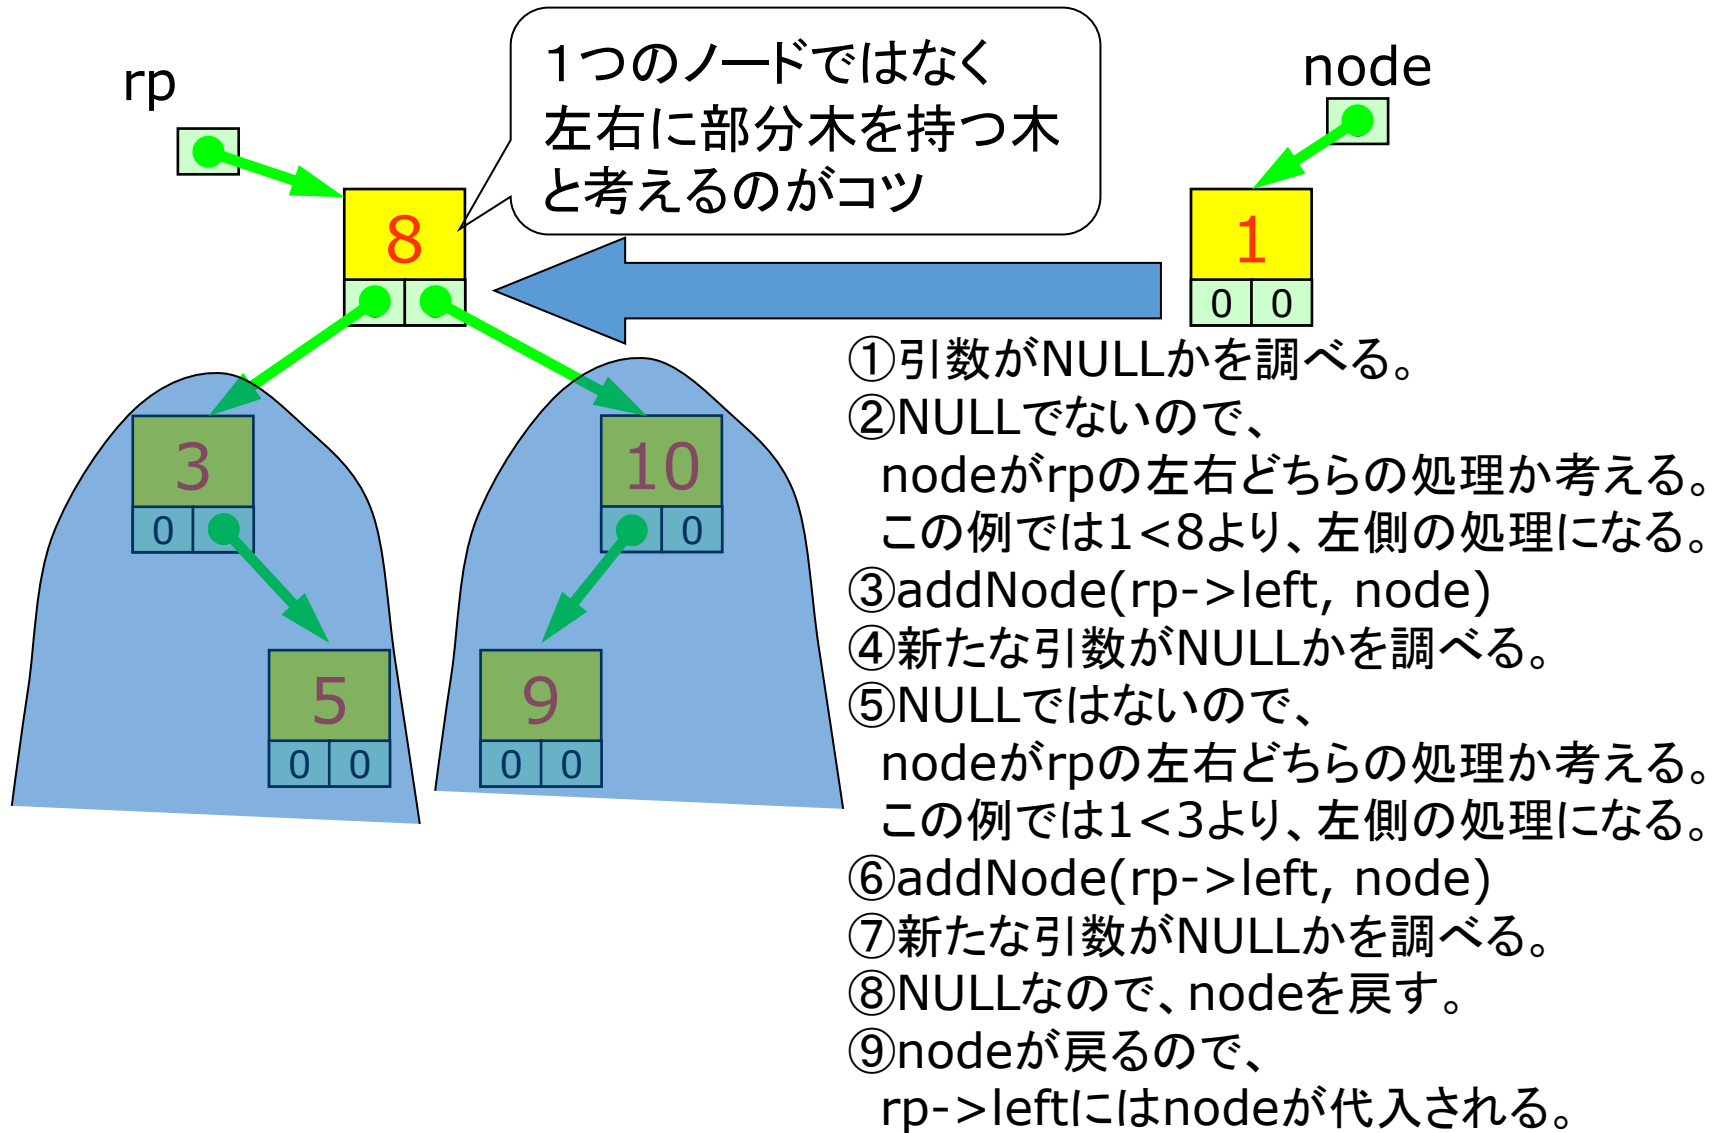 rp
1つのノードではなく
左右に部分木を持つ木
と考えるのがコツ
node
8
1
0 0
3
0
10
0
5
0 0
9
0 0
①引数がNULLかを調べる。
②NULLでないので、
nodeがrpの左右どちらの処理か考える。
この例では1<8より、左側の処理になる。
③addNode(rp->left, node)
④新たな引数がNULLかを調べる。
⑤NULLではないので、
nodeがrpの左右どちらの処理か考える。
この例では1<3より、左側の処理になる。
⑥addNode(rp->left, node)
⑦新たな引数がNULLかを調べる。
⑧NULLなので、nodeを戻す。
⑨nodeが戻るので、
rp->leftにはnodeが代入される。